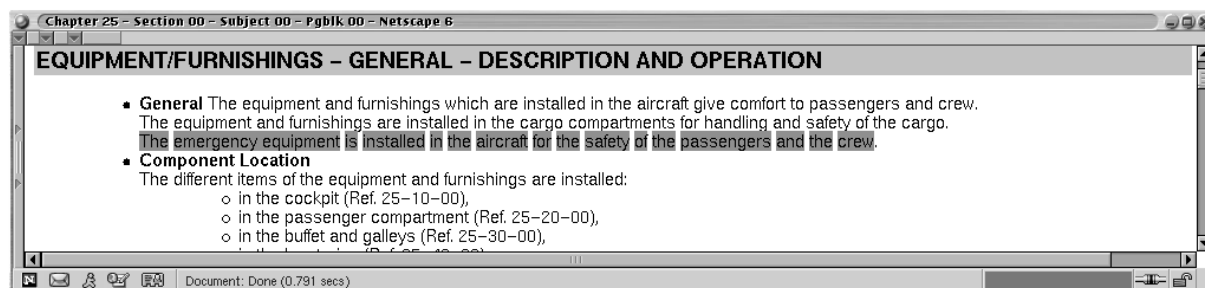 Chapter 25 – Section 00 – Subject 00 – Pgblk 00 – Netscape 6
EQUIPMENT/FURNISHINGS – GENERAL – DESCRIPTION AND OPERATION
General The equipment and furnishings which are installed in the aircraft give comfort to passengers and crew.
The equipment and furnishings are installed in the cargo compartments for handling and safety of the cargo.
The emergency equipment is installed in the aircraft for the safety of the passengers and the crew.
Component Location
The different items of the equipment and furnishings are installed:
in the cockpit (Ref. 25–10–00),
in the passenger compartment (Ref. 25–20–00),
in the buffet and galleys (Ref. 25–30–00),
Document: Done (0.791 secs)